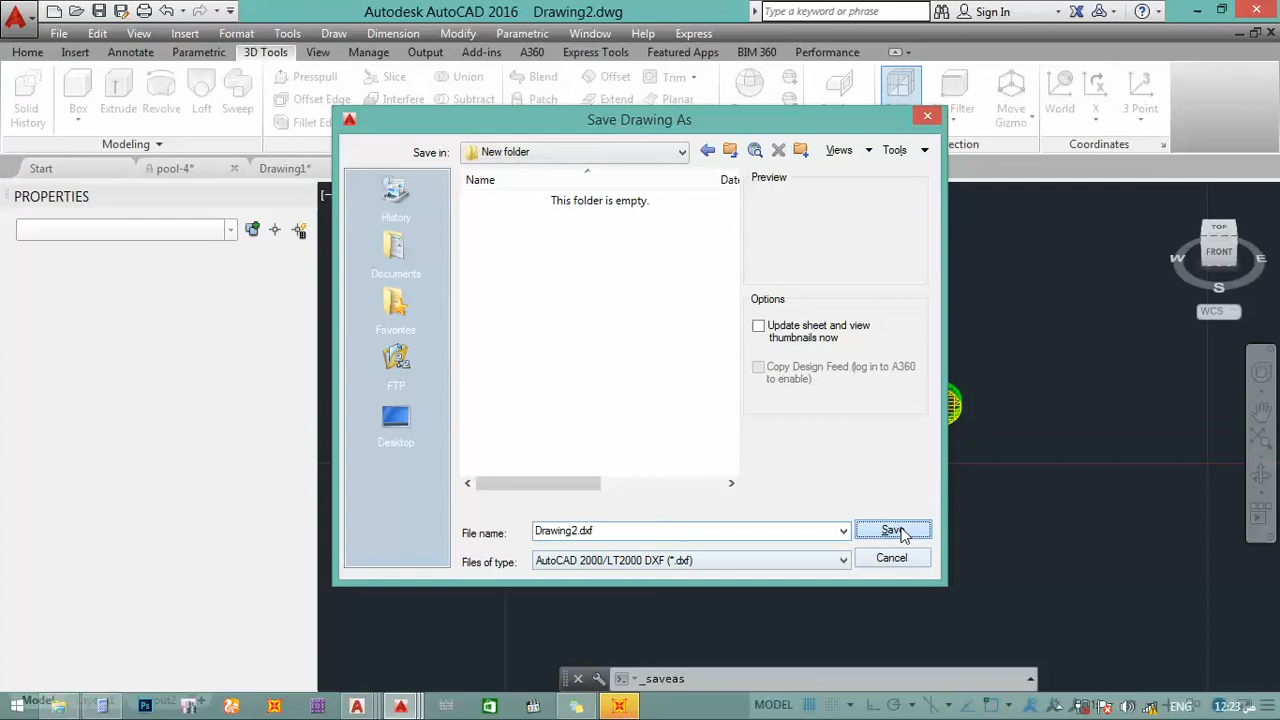 Autodesk AutoCAD 2016 Drawing2.dwg
Type a keyword or phrase
Sign In
File Edit View Insert Format Tools Draw Dimension Modify Parametric Window Help Express
Home Insert Annotate Parametric 3D Tools View Manage Output Add-ins A360 Express Tools Featured Apps BIM 360 Performance
Solid History
Box
Extrude
Revolve
Loft
Sweep
Presspull
Offset Edge
Fillet Ed
Slice
Interfere
Union
Subtract
Blend
Patch
Offset
Extend
Trim
Planar
Filter
Move Gizmo
World
X
3 Point
Modeling
Coordinates
Start
pool-4*
Drawing1*
PROPERTIES
Save Drawing As
Save in:
New folder
Views
Tools
Name
Date
This folder is empty.
Preview
History
Documents
Favorites
FTP
Desktop
Options
Update sheet and view
thumbnails now
Copy Design Feed (log in to A360
to enable)
File name:
Drawing2.dxf
Save
Files of type:
AutoCAD 2000/LT2000 DXF (*.dxf)
Cancel
TOP
FRONT
W
E
S
WCS
_saveas
Model
MODEL
ENG
12:23 ص